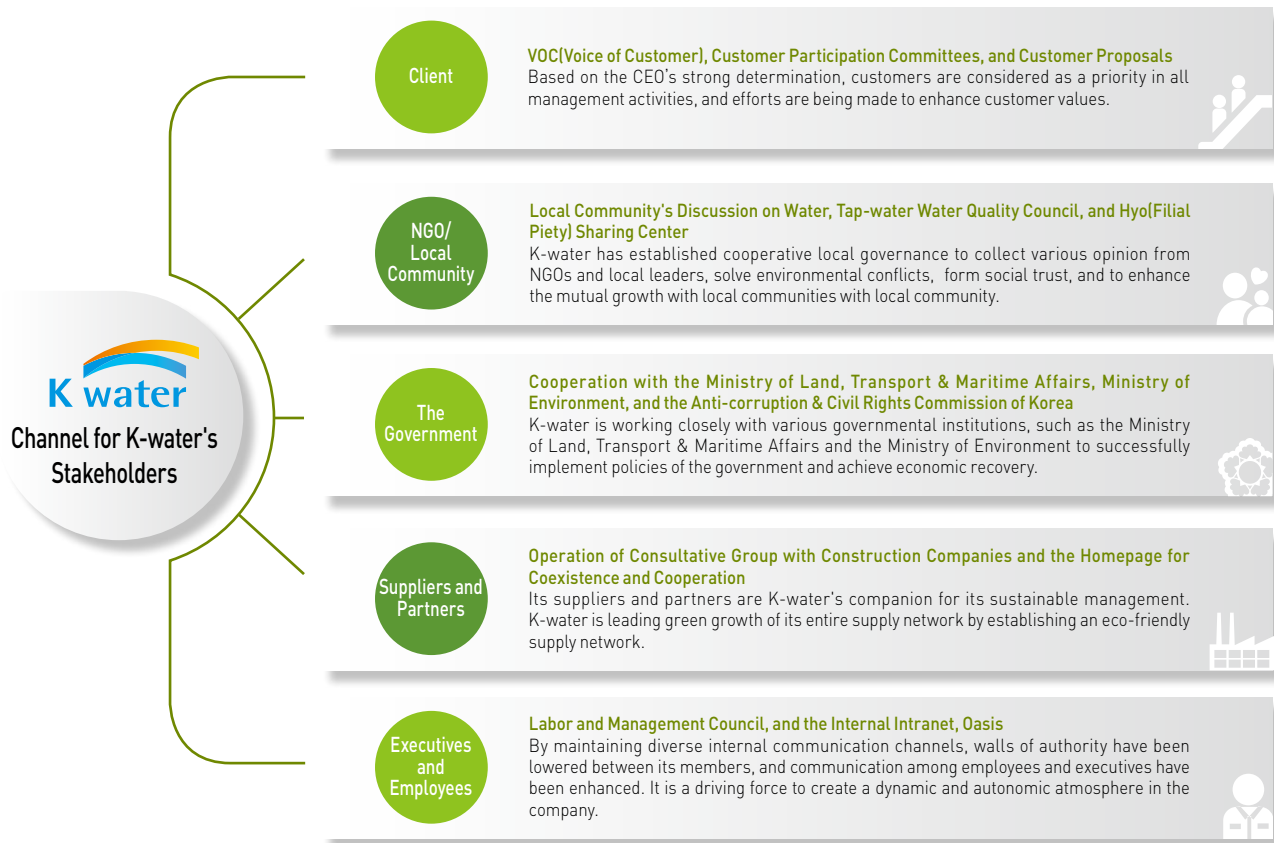 K water
Channel for K-water's
Stakeholders
Client
VOC(Voice of Customer), Customer Participation Committees, and Customer Proposals
Based on the CEO's strong determination, customers are considered as a priority in all
management activities, and efforts are being made to enhance customer values.
NGO/
Local
Community
Local Community's Discussion on Water, Tap-water Water Quality Council, and Hyo(Filial
Piety) Sharing Center
K-water has established cooperative local governance to collect various opinion from
NGOs and local leaders, solve environmental conflicts, form social trust, and to enhance
the mutual growth with local communities with local community.
The
Government
Cooperation with the Ministry of Land, Transport & Maritime Affairs, Ministry of
Environment, and the Anti-corruption & Civil Rights Commission of Korea
K-water is working closely with various governmental institutions, such as the Ministry
of Land, Transport & Maritime Affairs and the Ministry of Environment to successfully
implement policies of the government and achieve economic recovery.
Suppliers and
Partners
Operation of Consultative Group with Construction Companies and the Homepage for
Coexistence and Cooperation
Its suppliers and partners are K-water's companion for its sustainable management.
K-water is leading green growth of its entire supply network by establishing an eco-friendly
supply network.
Executives
and
Employees
Labor and Management Council, and the Internal Intranet, Oasis
By maintaining diverse internal communication channels, walls of authority have been
lowered between its members, and communication among employees and executives have
been enhanced. It is a driving force to create a dynamic and autonomic atmosphere in the
company.